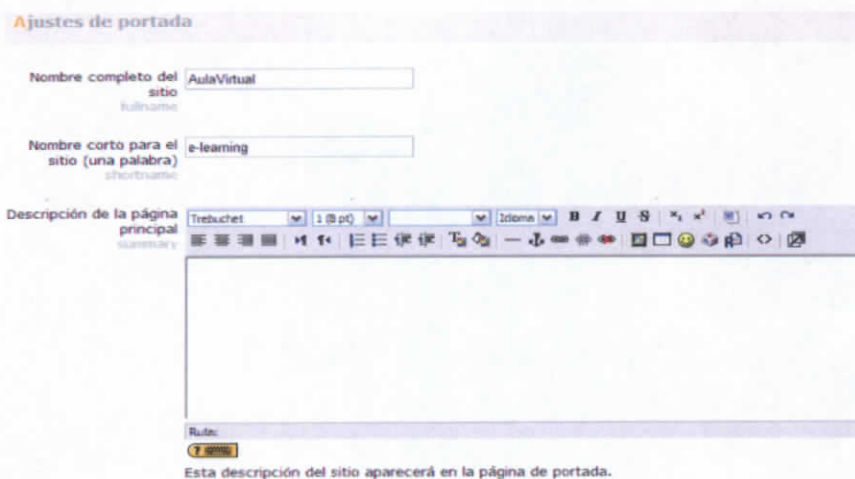 Ajustes de portada
Nombre completo del
sitio
fullname
AulaVirtual
Nombre corto para el
sitio (una palabra)
shortname
e-learning
Descripción de la página
principal
summary
Trebuchet
1 (8 pt)
Idioma
B I U S
Ruta:
Esta descripción del sitio aparecerá en la página de portada.